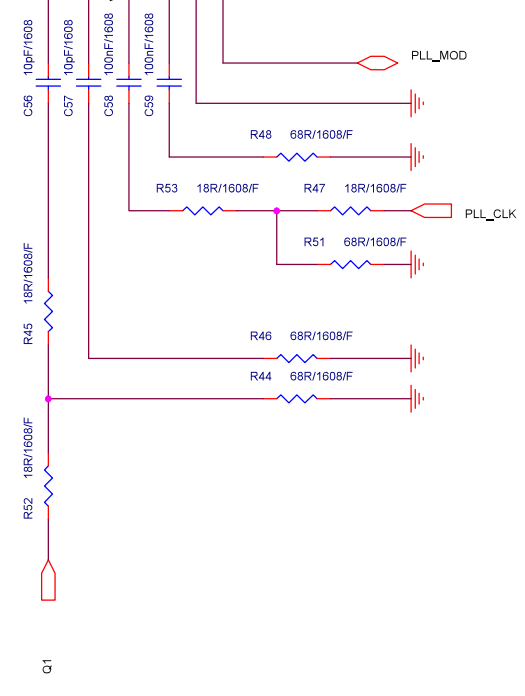 10pF/1608
C56
10pF/1608
C57
100nF/1608
C58
100nF/1608
C59
PLL_MOD
R48 68R/1608/F
R53 18R/1608/F
R47 18R/1608/F
PLL_CLK
R51 68R/1608/F
18R/1608/F
R45
R46 68R/1608/F
R44 68R/1608/F
18R/1608/F
R52
Q1